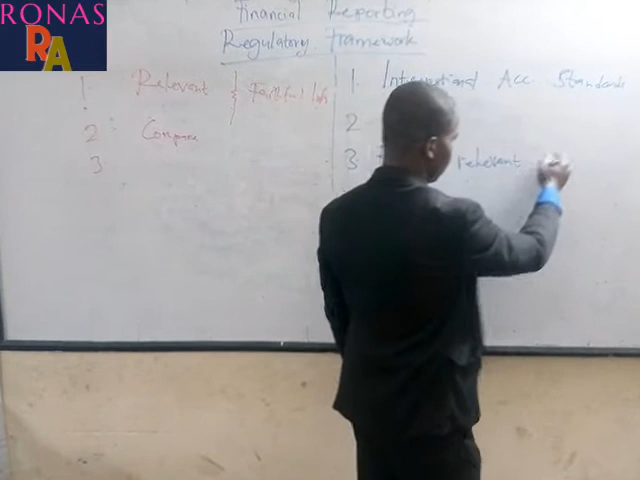 RONAS
RA
Financial Reporting
Regulatory Framework
1. Relevant } Faithful Info
2 Compare
3
1. International Acc. Standards
2
3 relevant